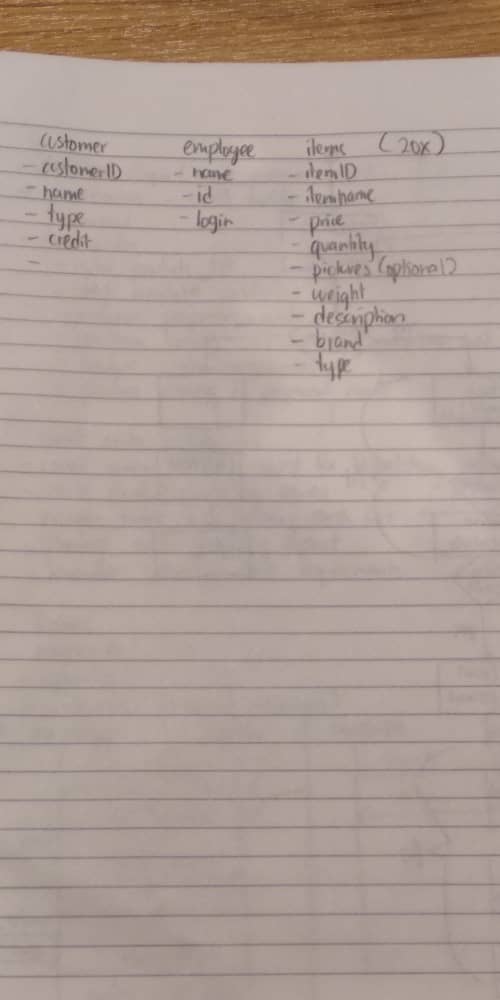 customer
- customerID
- name
- type
- credit
-
employee
- name
- id
- login
items (20x)
- itemID
- itemname
- price
- quantity
- pictures (optional)
- weight
- description
- brand
- type